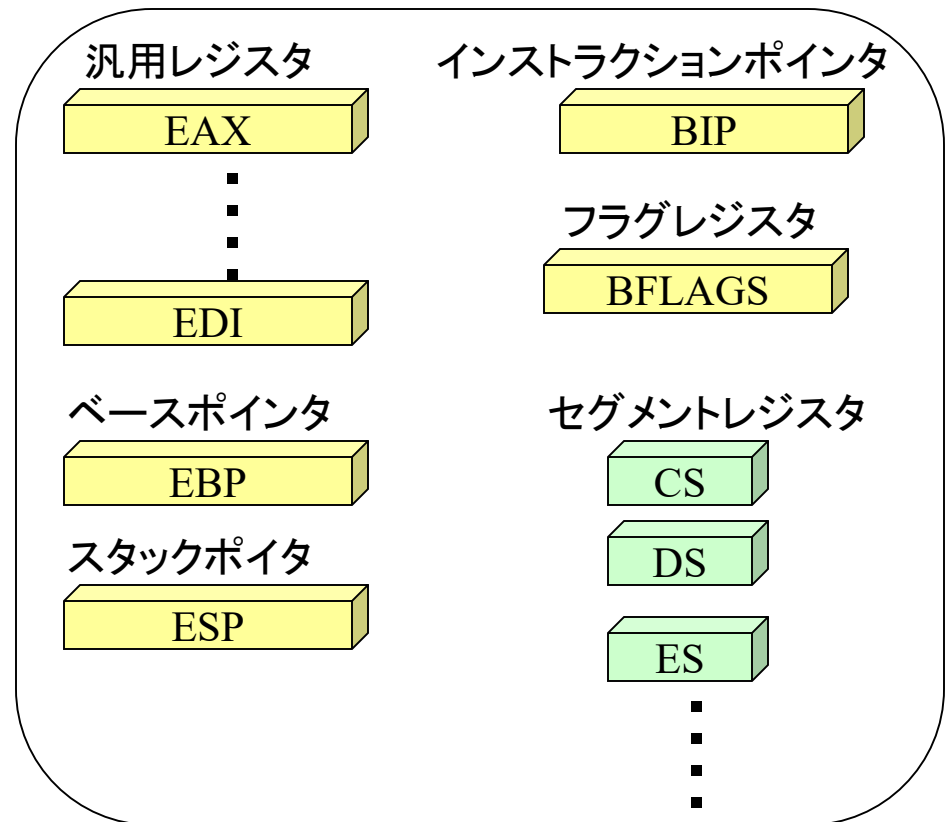 汎用レジスタ
EAX
EDI
ベースポインタ
EBP
スタックポイタ
ESP
インストラクションポインタ
BIP
フラグレジスタ
BFLAGS
セグメントレジスタ
CS
DS
ES